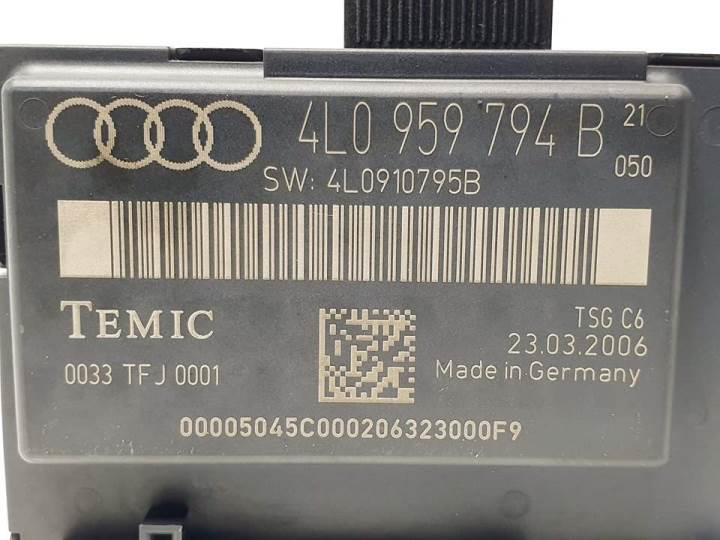 4L0 959 794 B 21
050
SW: 4L0910795B
TEMIC
TSG C6
23.03.2006
0033 TFJ 0001
Made in Germany
00005045C000206323000F9